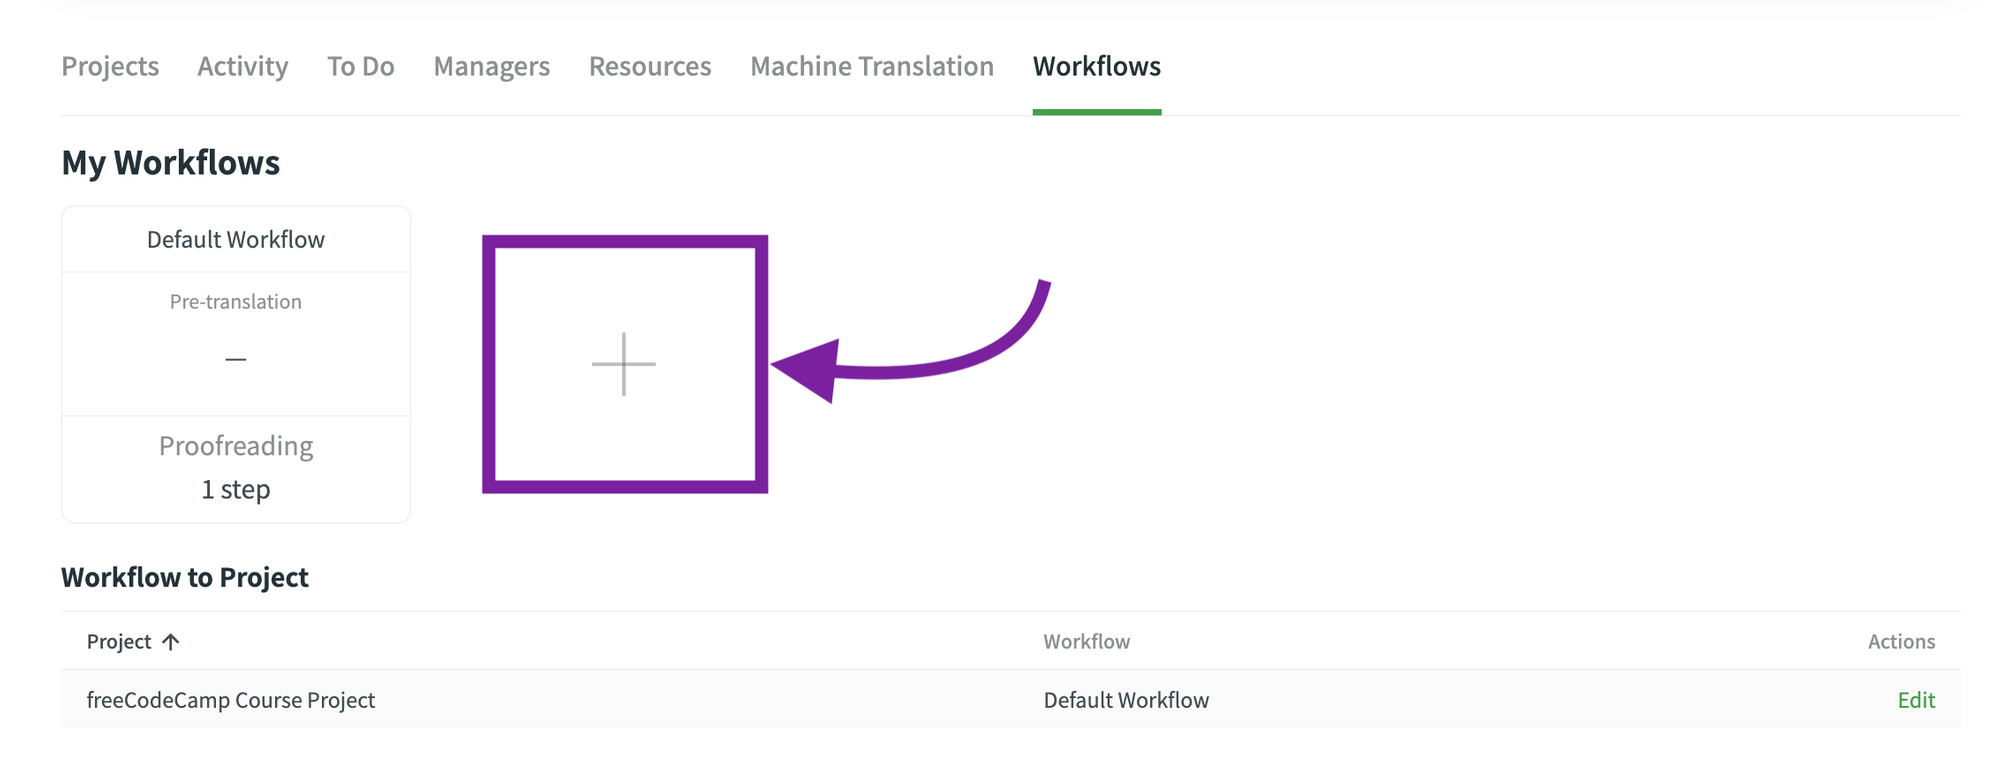 Projects Activity To Do Managers Resources Machine Translation Workflows
My Workflows
Default Workflow
Pre-translation
—
Proofreading
1 step
Workflow to Project
Project ↑ Workflow Actions
freeCodeCamp Course Project Default Workflow Edit